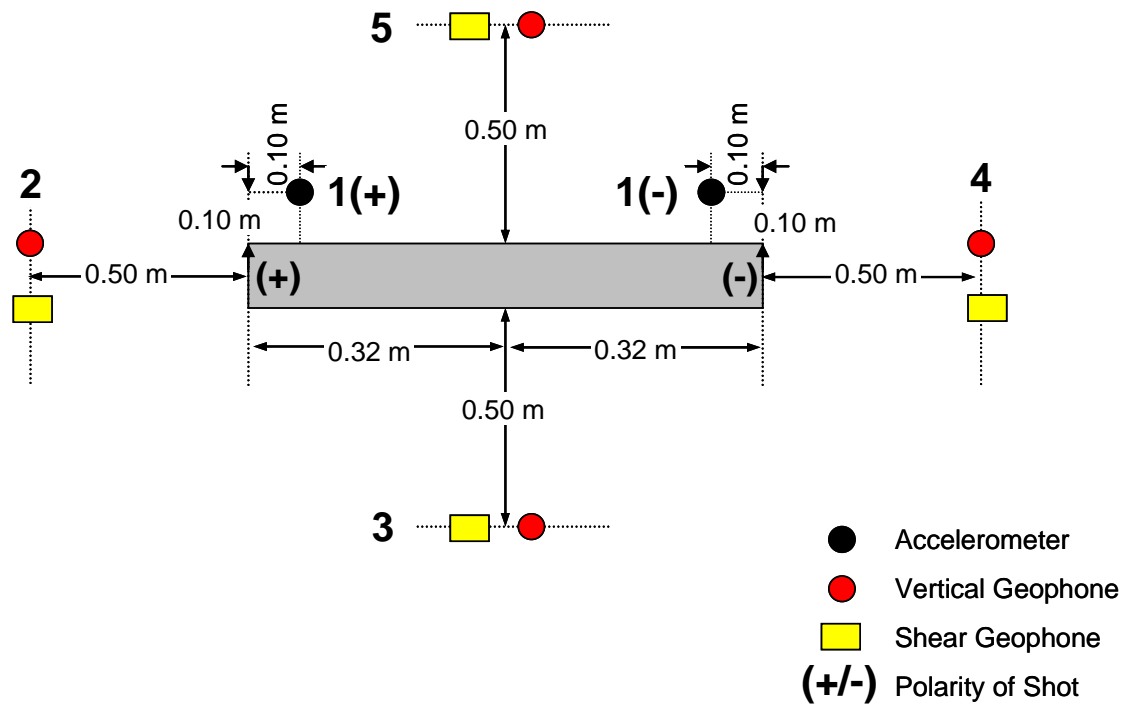 5
0.50 m
0.10 m
0.10 m
2
1(+)
1(-)
4
0.10 m
0.10 m
0.50 m
(+)
(-)
0.50 m
0.32 m
0.32 m
0.50 m
3
Accelerometer
Vertical Geophone
Shear Geophone
(+/-) Polarity of Shot